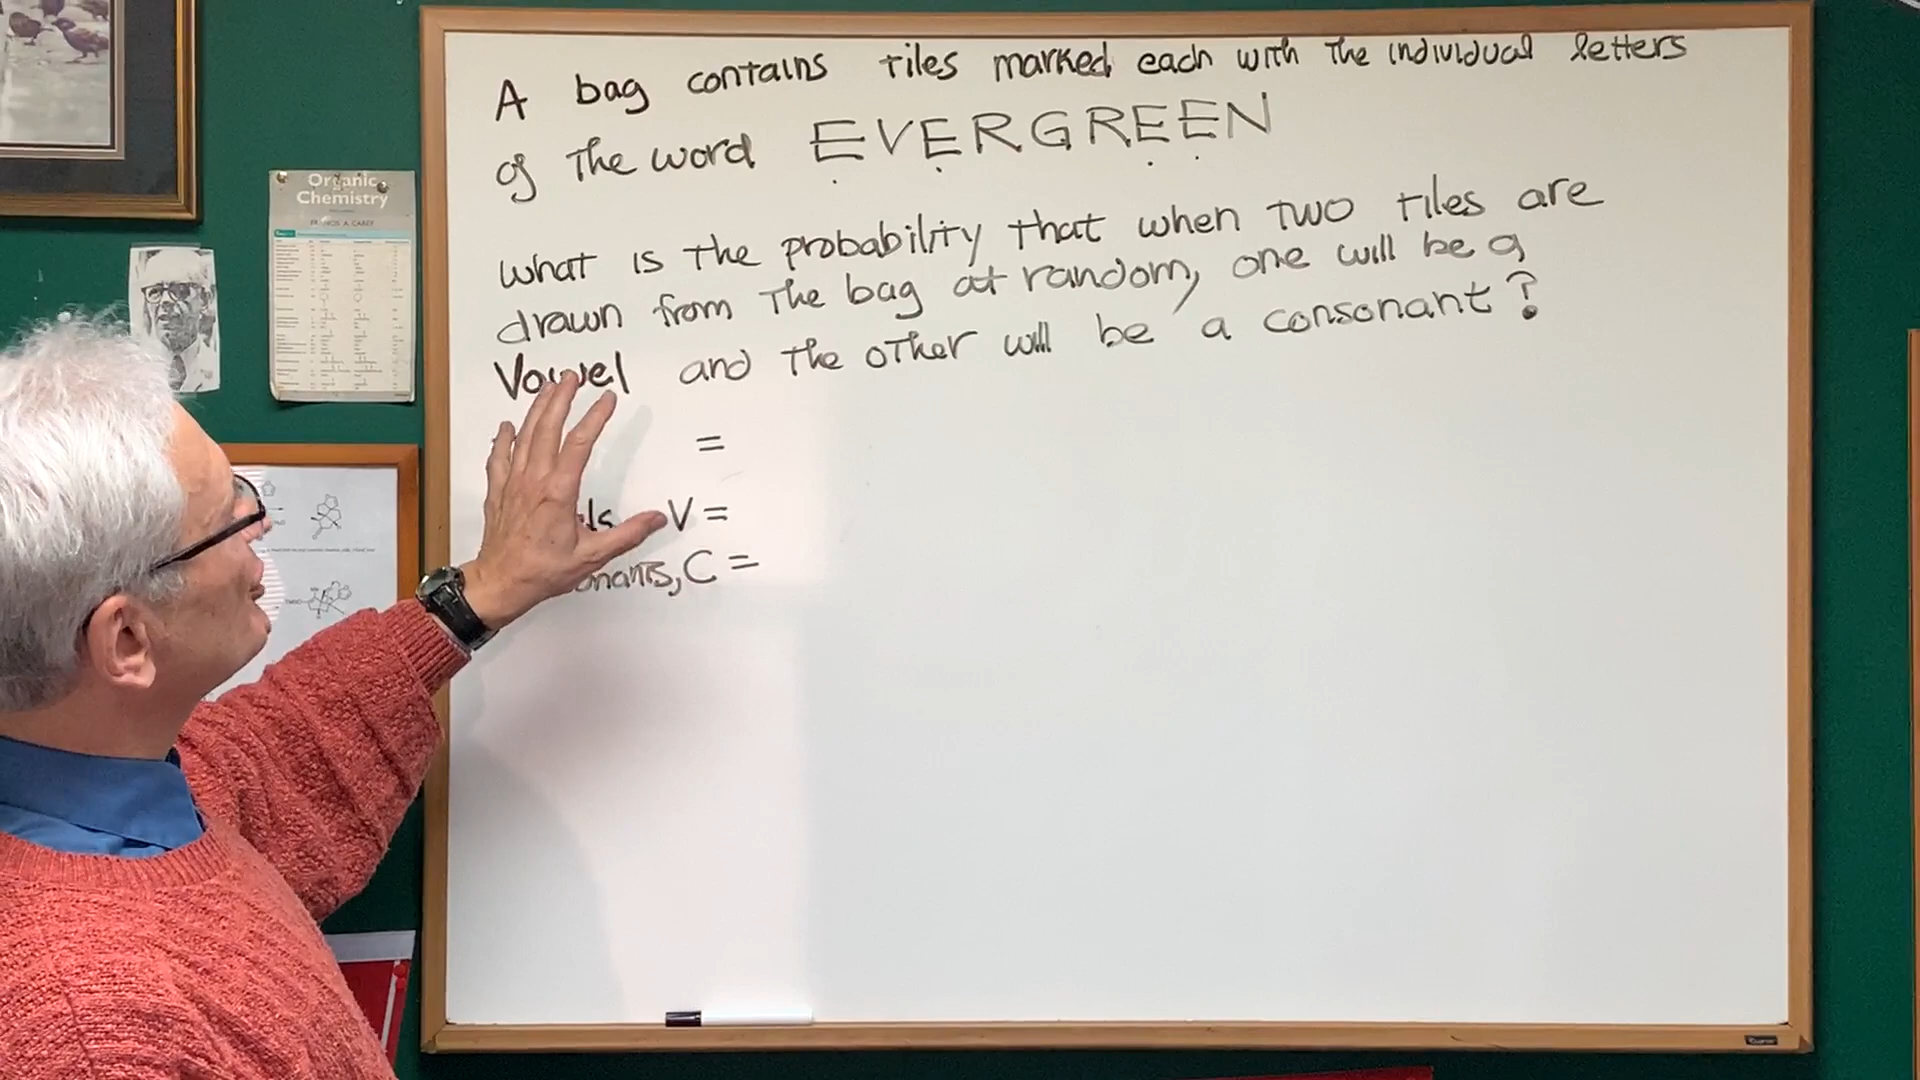 A bag contains tiles marked each with the individual letters
of the word EVERGREEN
What is the probability that when two tiles are
drawn from the bag at random, one will be a
Vowel and the other will be a consonant?
=
V =
C =
Organic
Chemistry
FRANCIS A. CAREY